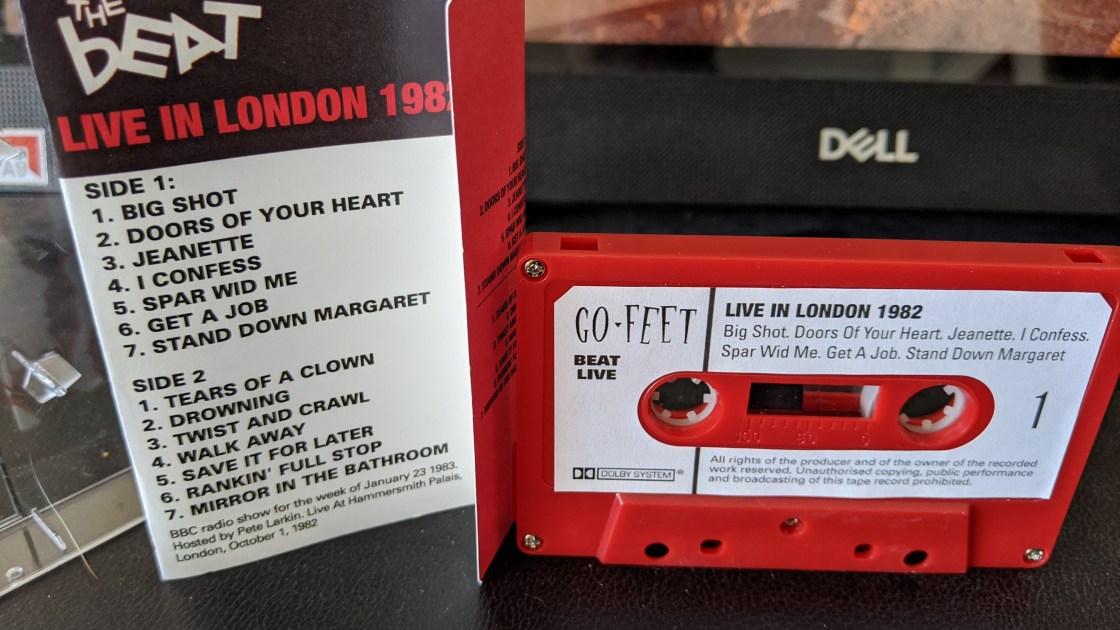 THE
bEAT
LIVE IN LONDON 198
SIDE 1:
1. BIG SHOT
2. DOORS OF YOUR HEART
3. JEANETTE
4. I CONFESS
5. SPAR WID ME
6. GET A JOB
7. STAND DOWN MARGARET
SIDE 2
1. TEARS OF A CLOWN
2. DROWNING
3. TWIST AND CRAWL
4. WALK AWAY
5. SAVE IT FOR LATER
6. RANKIN' FULL STOP
7. MIRROR IN THE BATHROOM
BBC radio show for the week of January 23 1983.
Hosted by Pete Larkin. Live At Hammersmith Palais,
London, October 1, 1982
DELL
GO·FEET
BEAT
LIVE
LIVE IN LONDON 1982
Big Shot. Doors Of Your Heart. Jeanette. I Confess.
Spar Wid Me. Get A Job. Stand Down Margaret
1
100 50 0
DOLBY SYSTEM®
All rights of the producer and of the owner of the recorded
work reserved. Unauthorised copying, public performance
and broadcasting of this tape record prohibited.